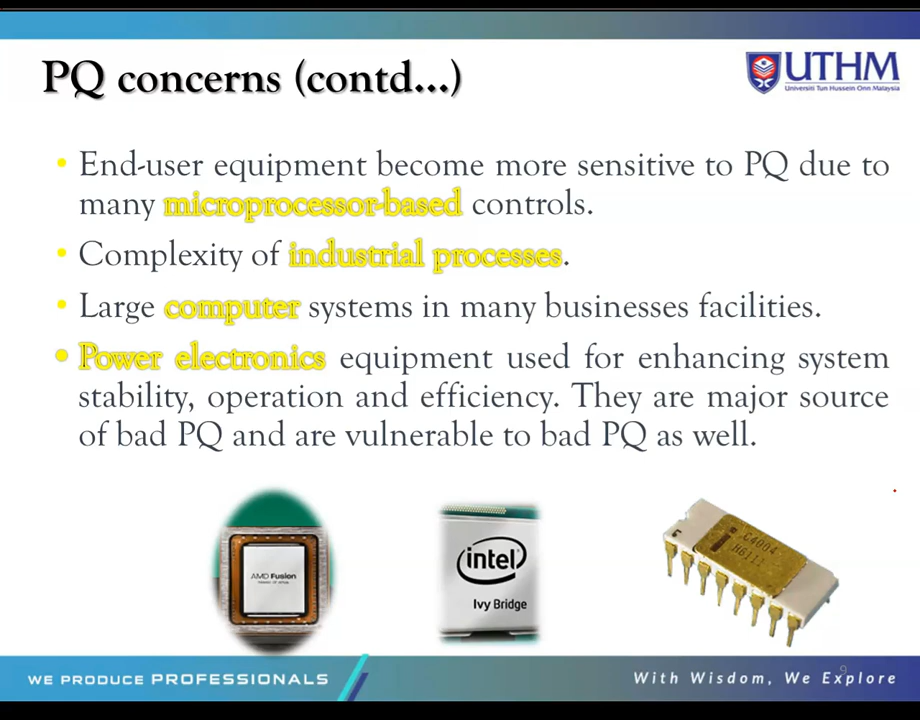 PQ concerns (contd...)
UTHM
Universiti Tun Hussein Onn Malaysia
• End-user equipment become more sensitive to PQ due to
many microprocessor-based controls.
• Complexity of industrial processes.
• Large computer systems in many businesses facilities.
• Power electronics equipment used for enhancing system
stability, operation and efficiency. They are major source
of bad PQ and are vulnerable to bad PQ as well.
AMD Fusion
intel
Ivy Bridge
C4004
WE PRODUCE PROFESSIONALS
With Wisdom, We Explore
9